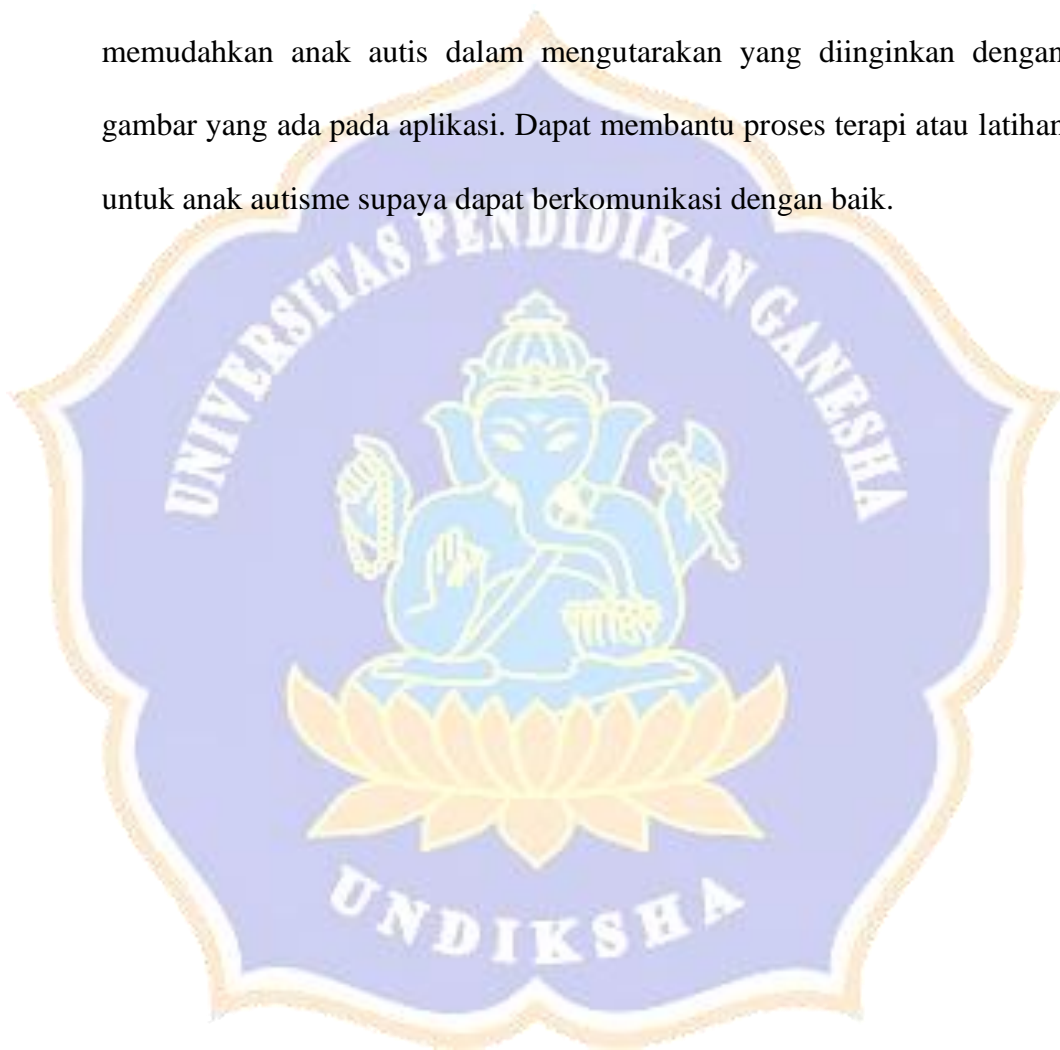 memudahkan anak autis dalam mengutarakan yang diinginkan dengan
gambar yang ada pada aplikasi. Dapat membantu proses terapi atau latihan
untuk anak autisme supaya dapat berkomunikasi dengan baik.
UNIVERSITAS PENDIDIKAN GANESHA
UNDIKSHA